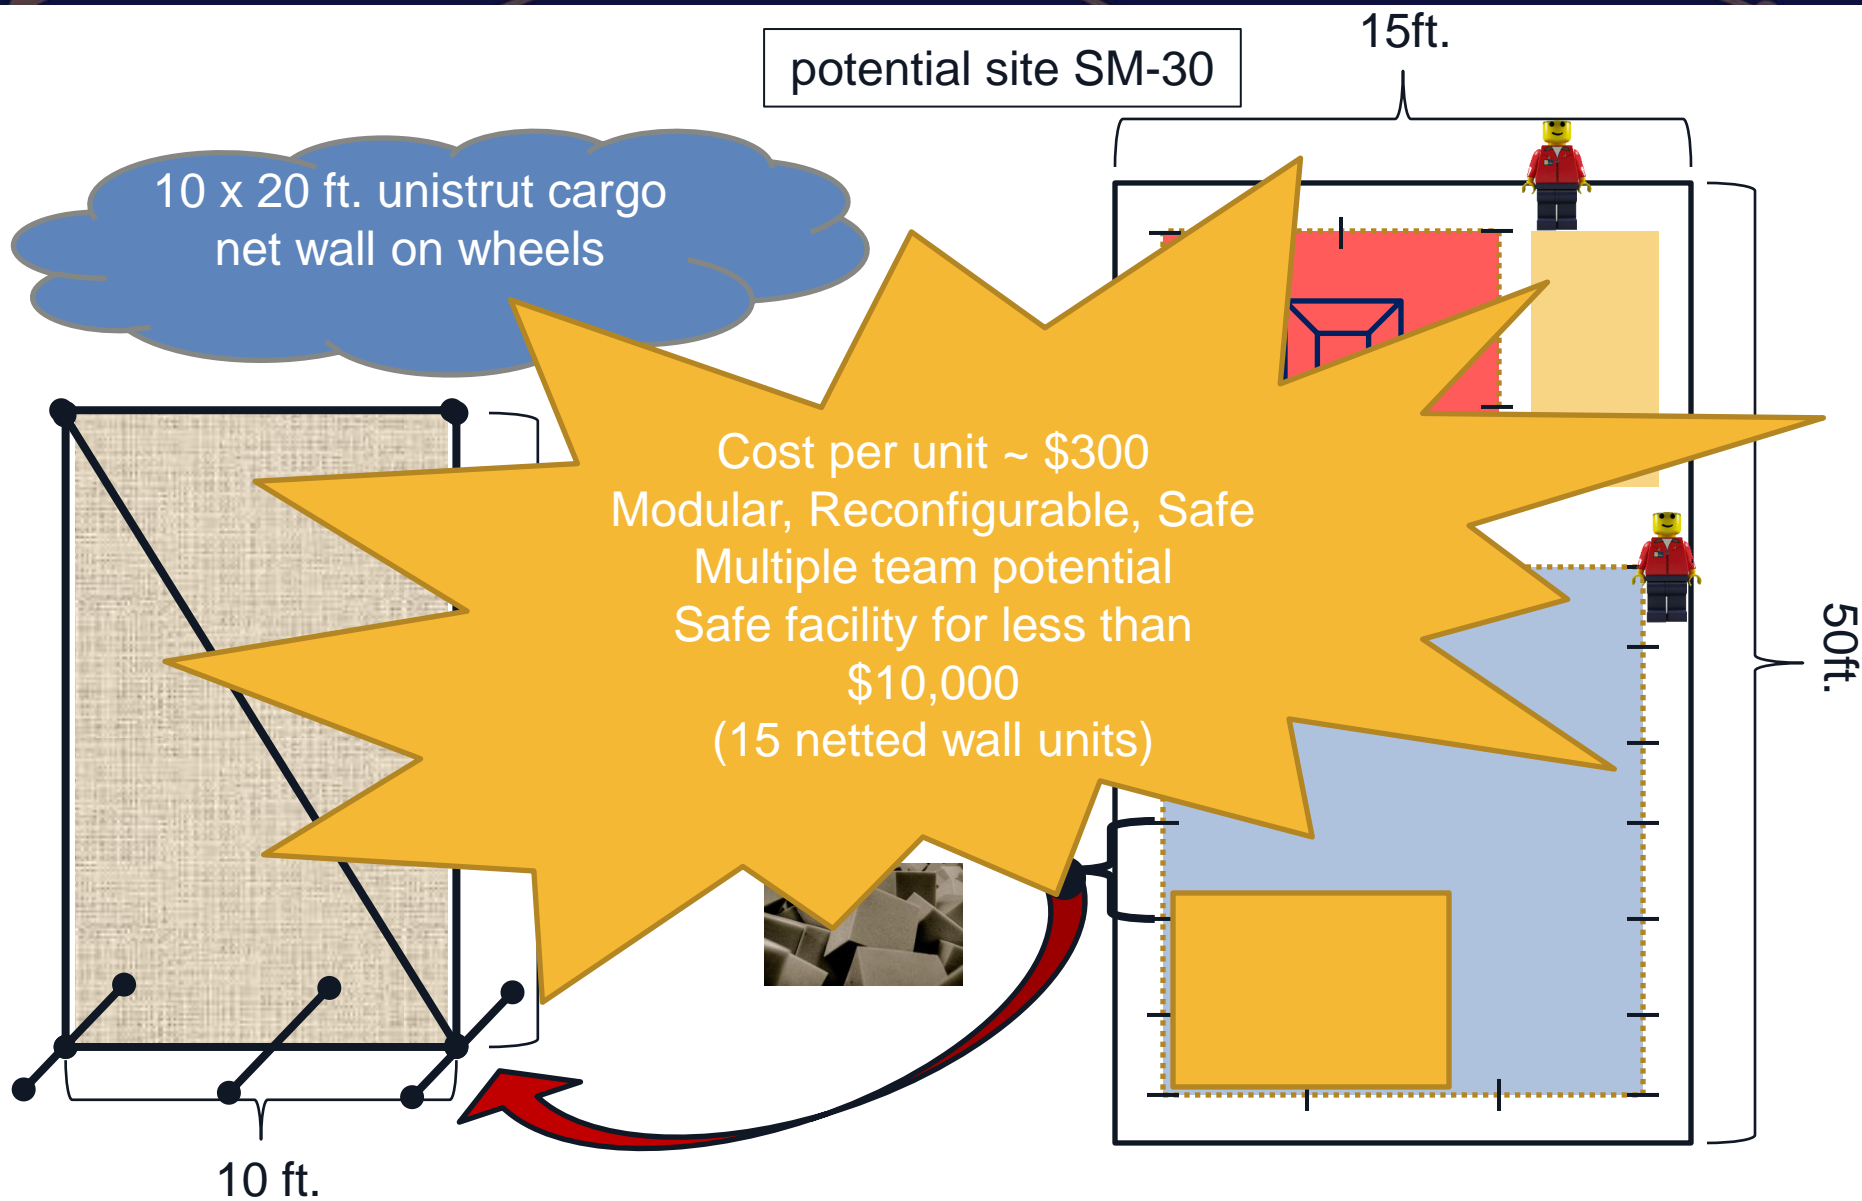 potential site SM-30
15ft.
10 x 20 ft. unistrut cargo
net wall on wheels
Cost per unit ~ $300
Modular, Reconfigurable, Safe
Multiple team potential
Safe facility for less than
$10,000
(15 netted wall units)
50ft.
10 ft.